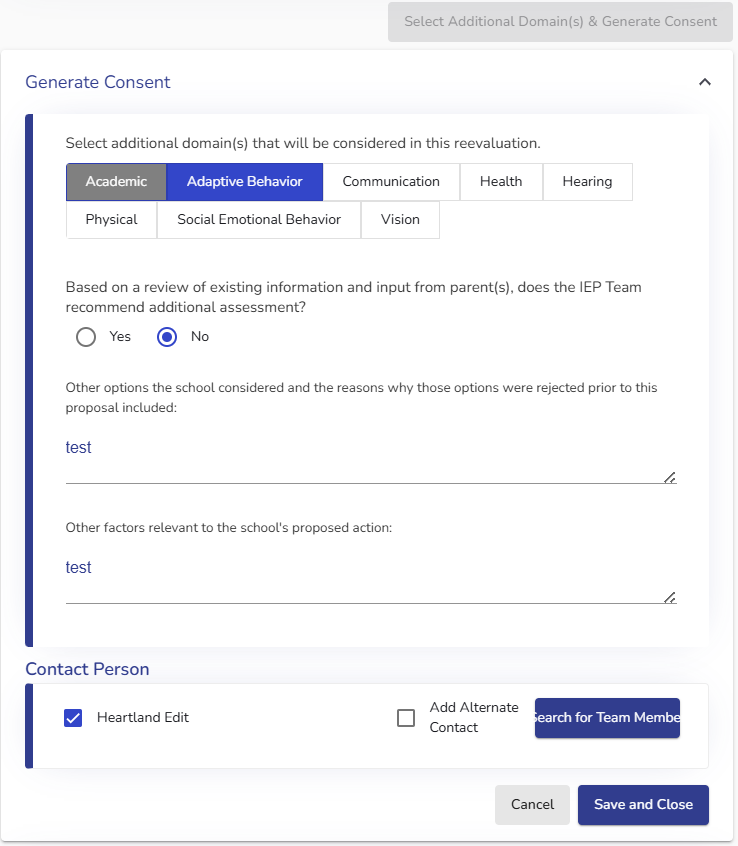 Select Additional Domain(s) & Generate Consent
Generate Consent
Select additional domain(s) that will be considered in this reevaluation.
Academic Adaptive Behavior Communication Health Hearing
Physical Social Emotional Behavior Vision
Based on a review of existing information and input from parent(s), does the IEP Team
recommend additional assessment?
Yes No
Other options the school considered and the reasons why those options were rejected prior to this
proposal included:
test
Other factors relevant to the school's proposed action:
test
Contact Person
Heartland Edit
Add Alternate
Contact
Search for Team Membe
Cancel Save and Close